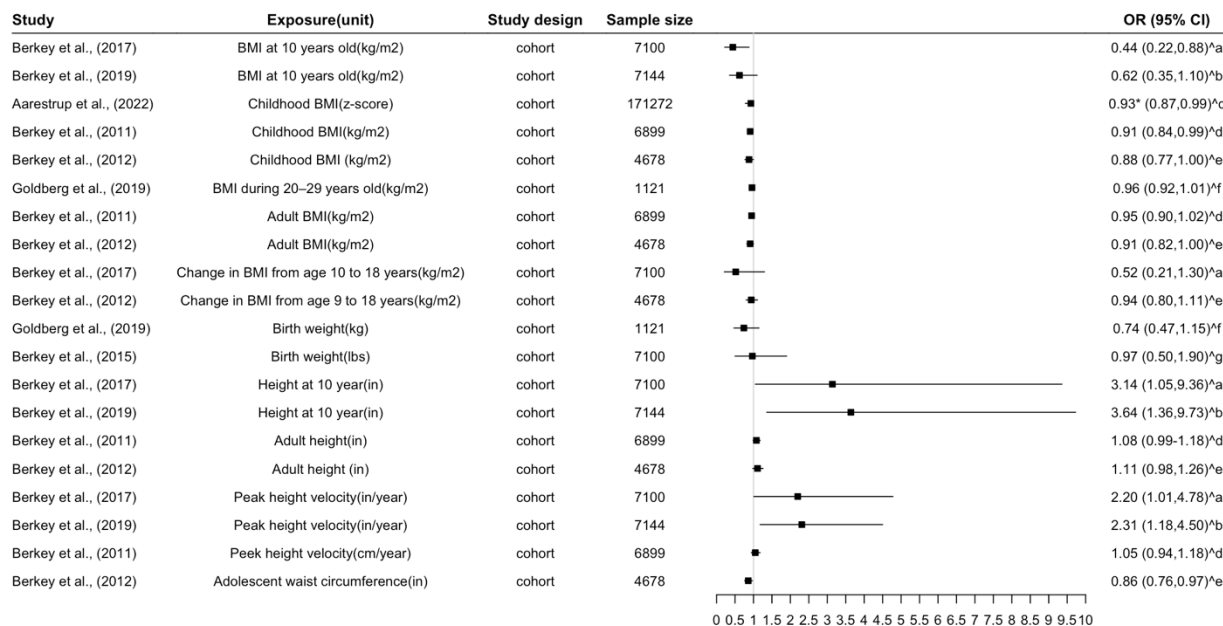 Study Exposure(unit) Study design Sample size OR (95% CI)
Berkey et al., (2017) BMI at 10 years old(kg/m2) cohort 7100 0.44 (0.22,0.88)^a
Berkey et al., (2019) BMI at 10 years old(kg/m2) cohort 7144 0.62 (0.35,1.10)^b
Aarestrup et al., (2022) Childhood BMI(z-score) cohort 171272 0.93* (0.87,0.99)^c
Berkey et al., (2011) Childhood BMI(kg/m2) cohort 6899 0.91 (0.84,0.99)^d
Berkey et al., (2012) Childhood BMI (kg/m2) cohort 4678 0.88 (0.77,1.00)^e
Goldberg et al., (2019) BMI during 20–29 years old(kg/m2) cohort 1121 0.96 (0.92,1.01)^f
Berkey et al., (2011) Adult BMI(kg/m2) cohort 6899 0.95 (0.90,1.02)^d
Berkey et al., (2012) Adult BMI(kg/m2) cohort 4678 0.91 (0.82,1.00)^e
Berkey et al., (2017) Change in BMI from age 10 to 18 years(kg/m2) cohort 7100 0.52 (0.21,1.30)^a
Berkey et al., (2012) Change in BMI from age 9 to 18 years(kg/m2) cohort 4678 0.94 (0.80,1.11)^e
Goldberg et al., (2019) Birth weight(kg) cohort 1121 0.74 (0.47,1.15)^f
Berkey et al., (2015) Birth weight(lbs) cohort 7100 0.97 (0.50,1.90)^g
Berkey et al., (2017) Height at 10 year(in) cohort 7100 3.14 (1.05,9.36)^a
Berkey et al., (2019) Height at 10 year(in) cohort 7144 3.64 (1.36,9.73)^b
Berkey et al., (2011) Adult height(in) cohort 6899 1.08 (0.99-1.18)^d
Berkey et al., (2012) Adult height (in) cohort 4678 1.11 (0.98,1.26)^e
Berkey et al., (2017) Peak height velocity(in/year) cohort 7100 2.20 (1.01,4.78)^a
Berkey et al., (2019) Peak height velocity(in/year) cohort 7144 2.31 (1.18,4.50)^b
Berkey et al., (2011) Peek height velocity(cm/year) cohort 6899 1.05 (0.94,1.18)^d
Berkey et al., (2012) Adolescent waist circumference(in) cohort 4678 0.86 (0.76,0.97)^e
0 0.5 1 1.5 2 2.5 3 3.5 4 4.5 5 5.5 6 6.5 7 7.5 8 8.5 9 9.5 10